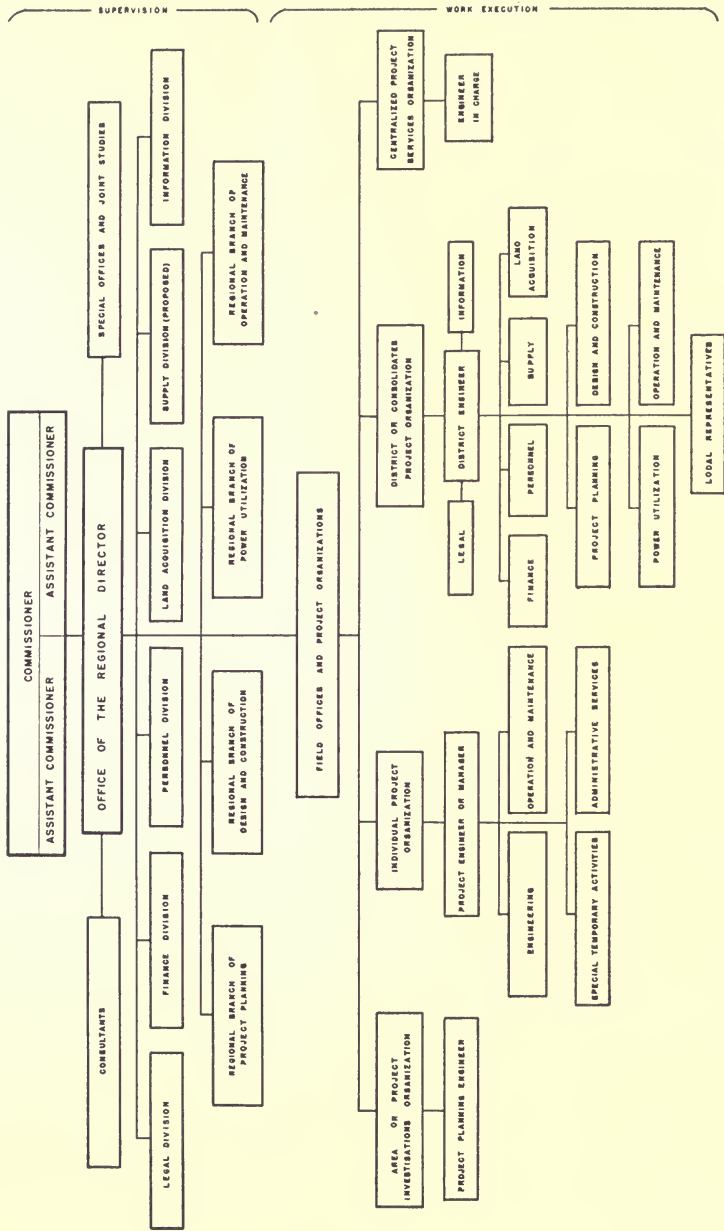 SUPERVISION
COMMISSIONER
ASSISTANT COMMISSIONER
ASSISTANT COMMISSIONER
CONSULTANTS
OFFICE OF THE REGIONAL DIRECTOR
SPECIAL OFFICES AND JOINT STUDIES
LEGAL DIVISION
FINANCE DIVISION
PERSONNEL DIVISION
LAND ACQUISITION DIVISION
SUPPLY DIVISION (PROPOSED)
INFORMATION DIVISION
REGIONAL BRANCH OF
PROJECT PLANNING
REGIONAL BRANCH OF
DESIGN AND CONSTRUCTION
REGIONAL BRANCH OF
POWER UTILIZATION
REGIONAL BRANCH OF
OPERATION AND MAINTENANCE
WORK EXECUTION
FIELD OFFICES AND PROJECT ORGANIZATIONS
AREA OR PROJECT
INVESTISATIONS ORGANIZATION
PROJECT PLANNING ENGINEER
INDIVIDUAL PROJECT
ORGANIZATION
PROJECT ENGINEER OR MANAGER
ENGINEERING
OPERATION AND MAINTENANCE
SPECIAL TEMPORARY ACTIVITIES
ADMINISTRATIVE SERVICES
DISTRICT OR CONSOLIDATES
PROJECT ORGANIZATION
LEGAL
DISTRICT ENGINEER
INFORMATION
FINANCE
PERSONNEL
SUPPLY
LAND
ACQUISITION
PROJECT PLANNING
DESIGN AND CONSTRUCTION
POWER UTILIZATION
OPERATION AND MAINTENANCE
LOCAL REPRESENTATIVES
CENTRALIZED PROJECT
SERVICES ORGANIZATION
ENGINEER
IN CHARGE